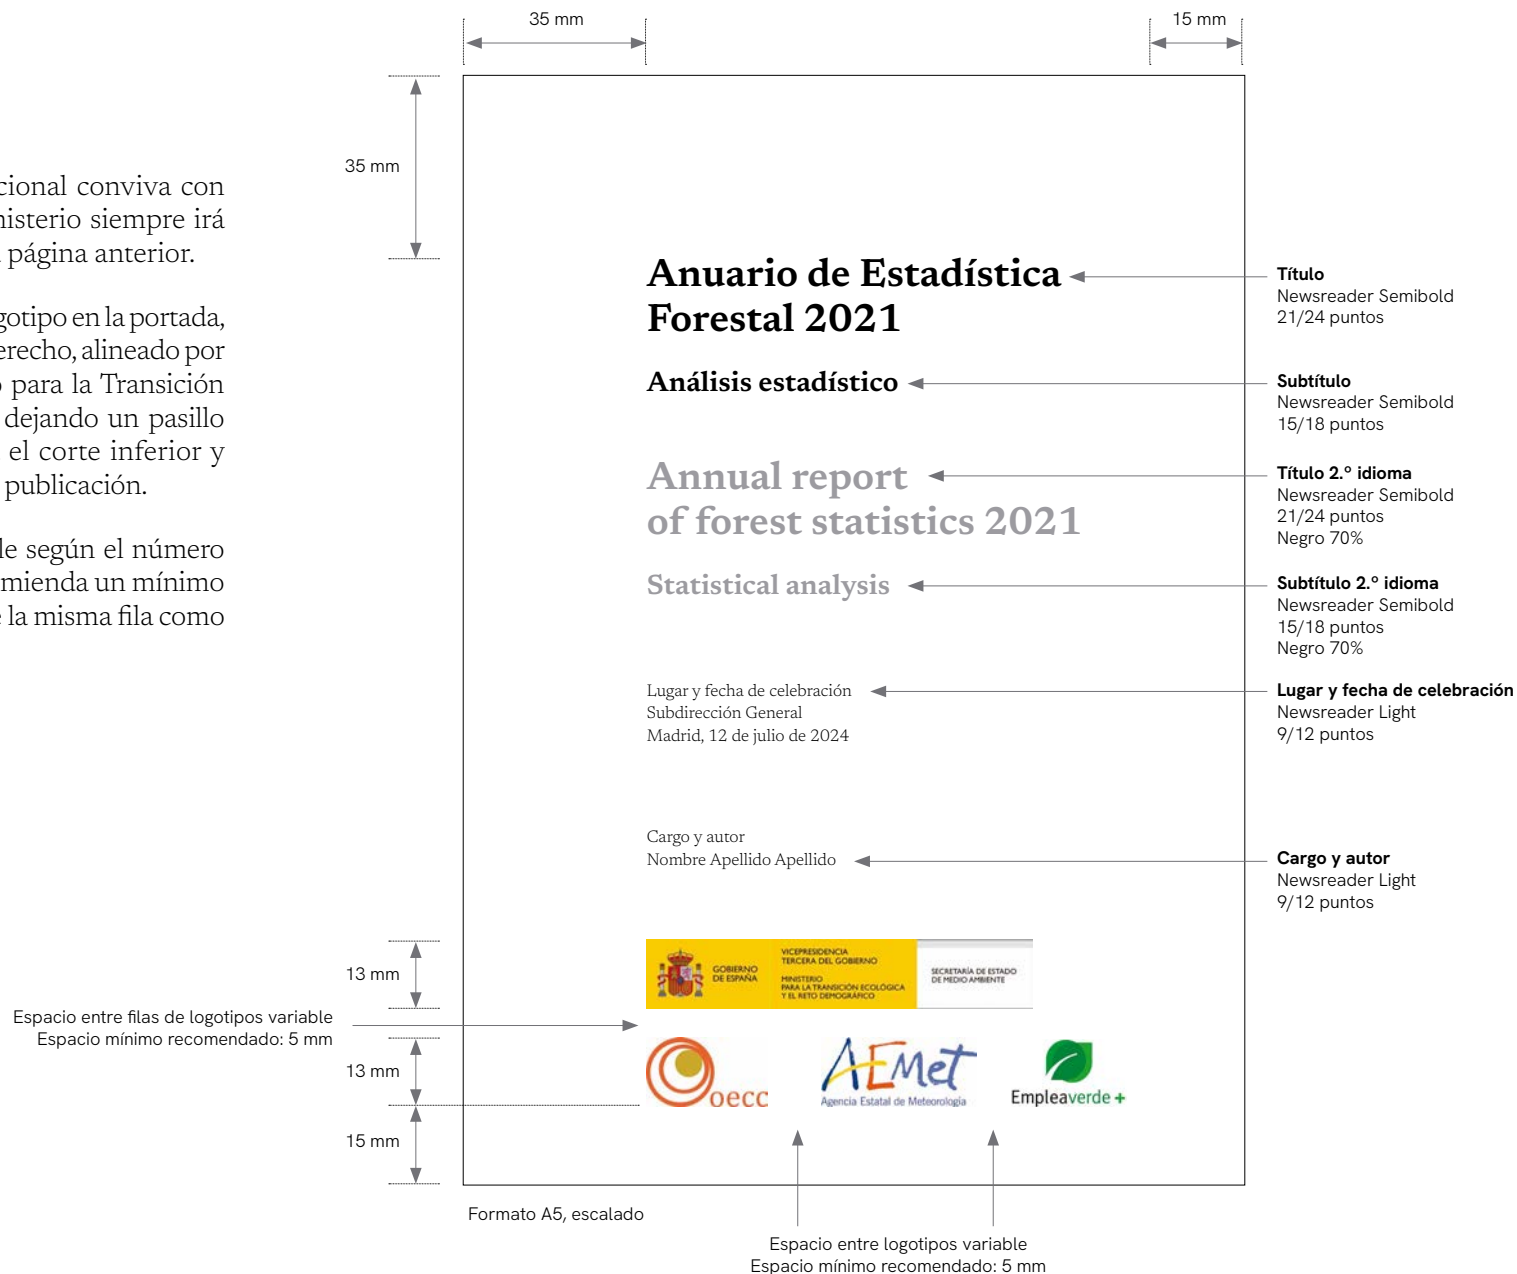 35 mm
15 mm
35 mm
cional conviva con
nisterio siempre irá
página anterior.
gotipo en la portada,
erecho, alineado por
o para la Transición
dejando un pasillo
el corte inferior y
publicación.
le según el número
mienda un mínimo
e la misma fila como
Anuario de Estadística
Forestal 2021
Análisis estadístico
Annual report
of forest statistics 2021
Statistical analysis
Lugar y fecha de celebración
Subdirección General
Madrid, 12 de julio de 2024
Cargo y autor
Nombre Apellido Apellido
Título
Newsreader Semibold
21/24 puntos
Subtítulo
Newsreader Semibold
15/18 puntos
Título 2.º idioma
Newsreader Semibold
21/24 puntos
Negro 70%
Subtítulo 2.º idioma
Newsreader Semibold
15/18 puntos
Negro 70%
Lugar y fecha de celebración
Newsreader Light
9/12 puntos
Cargo y autor
Newsreader Light
9/12 puntos
13 mm
GOBIERNO
DE ESPAÑA
VICEPRESIDENCIA
TERCERA DEL GOBIERNO
MINISTERIO
PARA LA TRANSICIÓN ECOLÓGICA
Y EL RETO DEMOGRÁFICO
SECRETARÍA DE ESTADO
DE MEDIO AMBIENTE
Espacio entre filas de logotipos variable
Espacio mínimo recomendado: 5 mm
13 mm
oecc
AEMet
Agencia Estatal de Meteorología
Empleaverde +
15 mm
Formato A5, escalado
Espacio entre logotipos variable
Espacio mínimo recomendado: 5 mm